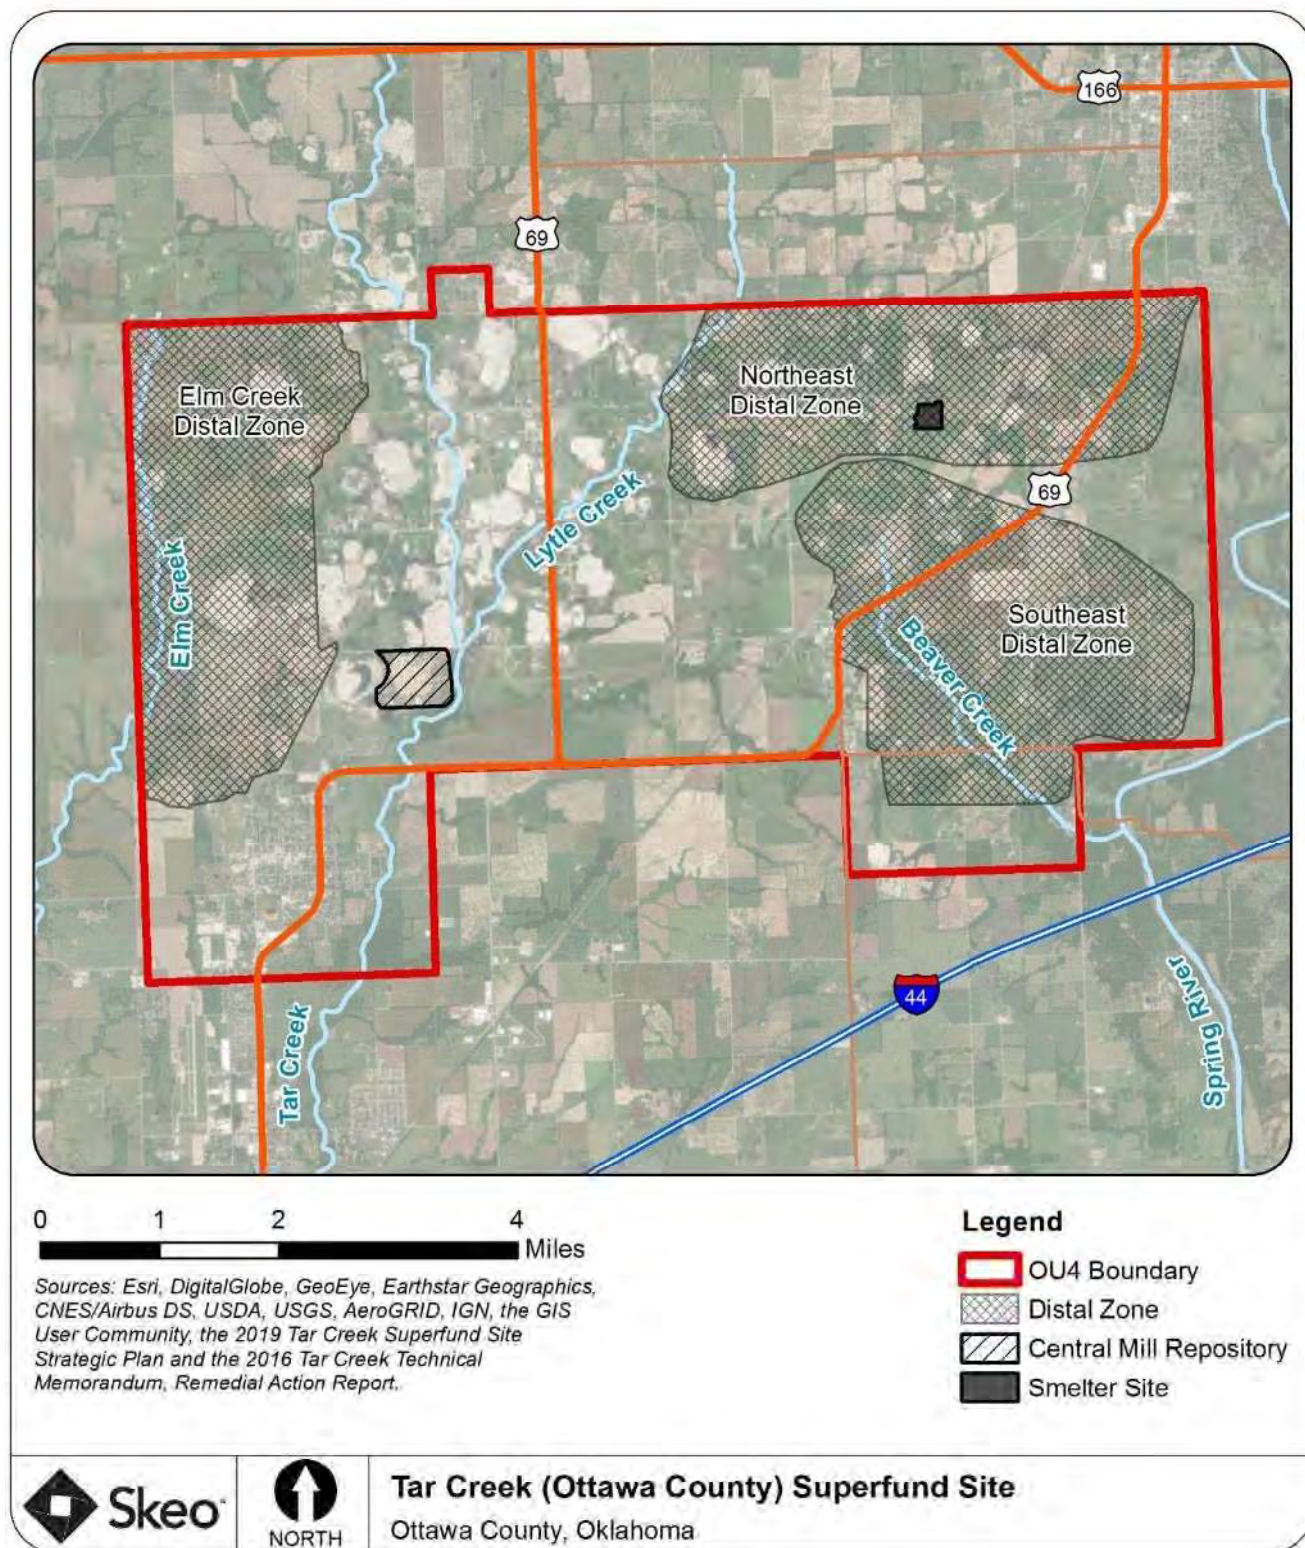 166
69
Elm Creek
Distal Zone
Northeast
Distal Zone
69
Lytle Creek
Elm Creek
Southeast
Distal Zone
Beaver Creek
44
Tar Creek
Spring River
0 1 2 4
Miles
Sources: Esri, DigitalGlobe, GeoEye, Earthstar Geographics,
CNES/Airbus DS, USDA, USGS, AeroGRID, IGN, the GIS
User Community, the 2019 Tar Creek Superfund Site
Strategic Plan and the 2016 Tar Creek Technical
Memorandum, Remedial Action Report.
Legend
OU4 Boundary
Distal Zone
Central Mill Repository
Smelter Site
Skeo
NORTH
Tar Creek (Ottawa County) Superfund Site
Ottawa County, Oklahoma